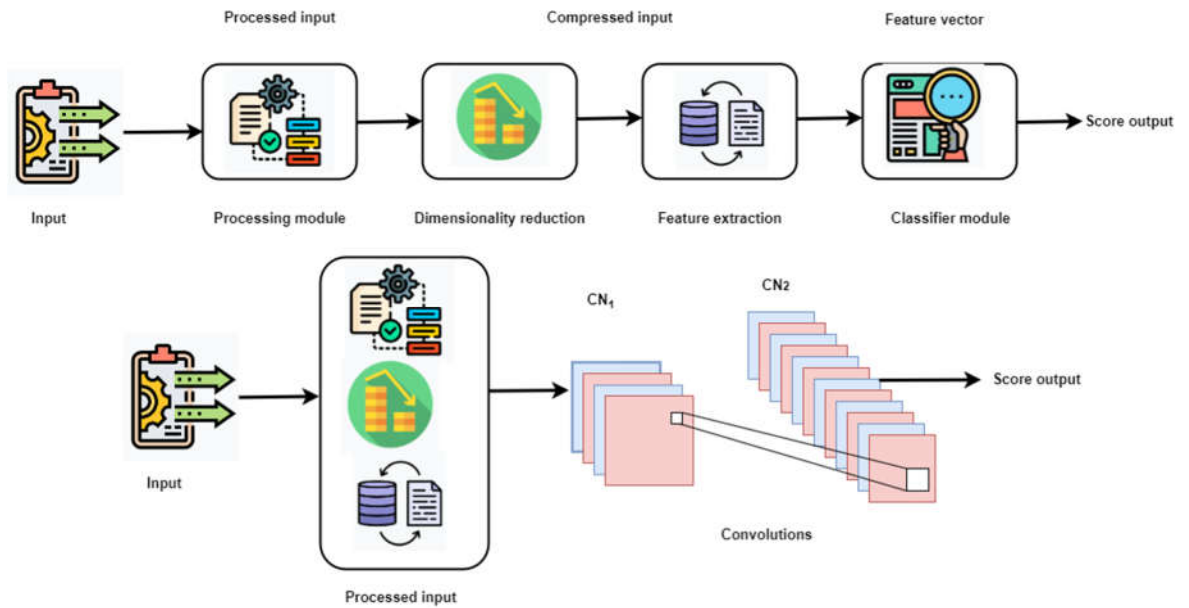 Processed input
Compressed input
Feature vector
Score output
Input
Processing module
Dimensionality reduction
Feature extraction
Classifier module
CN1
CN2
Score output
Input
Convolutions
Processed input